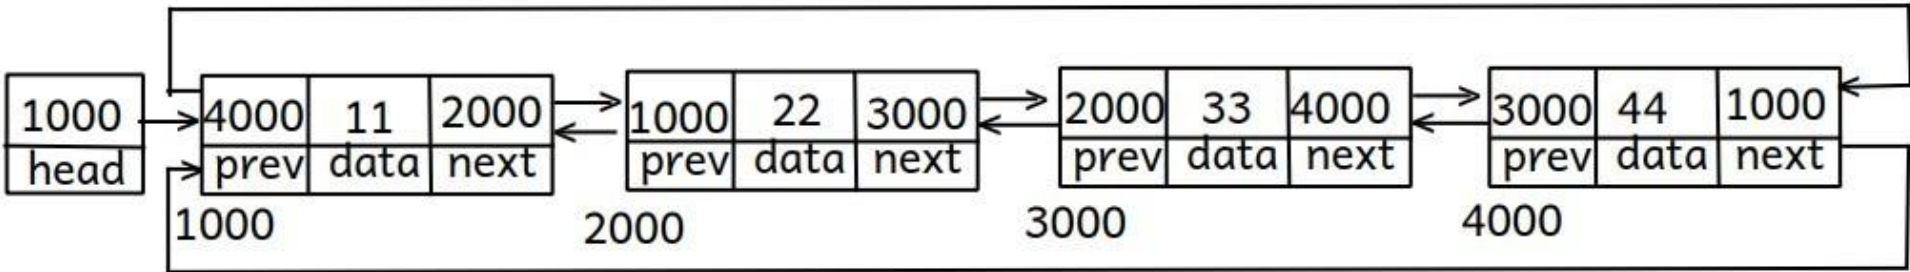 1000 4000 11 2000 1000 22 3000 2000 33 4000 3000 44 1000
head prev data next prev data next prev data next prev data next
1000 2000 3000 4000